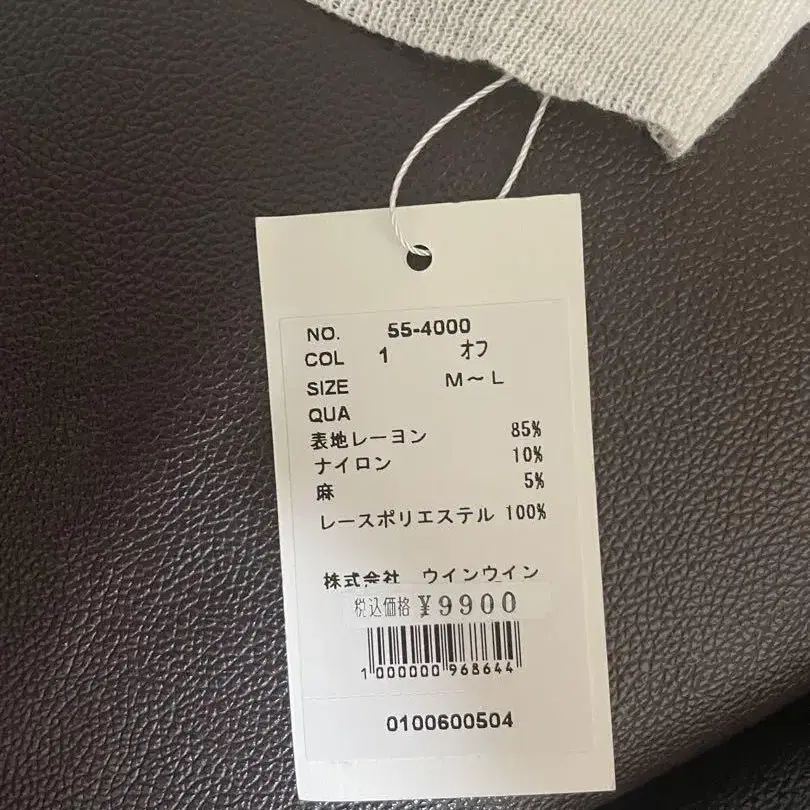 NO. 55-4000
COL 1 オフ
SIZE M～L
QUA
表地レーヨン 85%
ナイロン 10%
麻 5%
レースポリエステル 100%
株式会社 ウインウイン
税込価格 ¥9900
1000000968644
0100600504